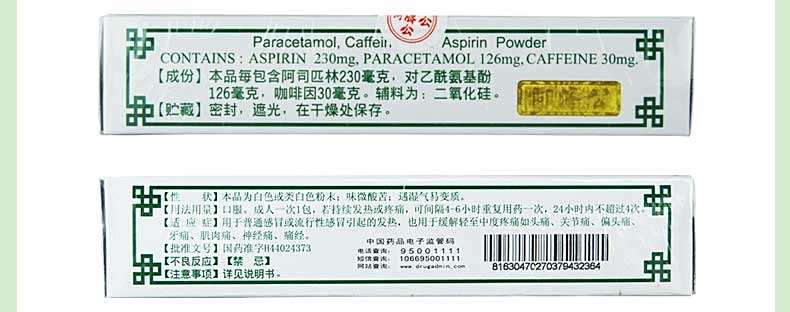 Paracetamol, Caffein Aspirin Powder
CONTAINS : ASPIRIN 230mg, PARACETAMOL 126mg, CAFFEINE 30mg.
【成份】本品每包含阿司匹林230毫克，对乙酰氨基酚
126毫克，咖啡因30毫克。辅料为：二氧化硅。
【贮藏】密封，遮光，在干燥处保存。
【性 状】本品为白色或类白色粉末；味微酸苦；遇湿气易变质。
【用法用量】口服、成人一次1包，若持续发热或疼痛，可间隔4-6小时重复用药一次，24小时内不超过4次。
【适 应 症】用于普通感冒或流行性感冒引起的发热，也用于缓解轻至中度疼痛如头痛、关节痛、偏头痛、
牙痛、肌肉痛、神经痛、痛经。
【批准文号】国药准字H44024373
【不良反应】【禁 忌】
【注意事项】详见说明书。
中国药品电子监管码
电话查询：95001111
短信查询：106695001111
网站查询：www.drugadmin.com
81630470270379432364